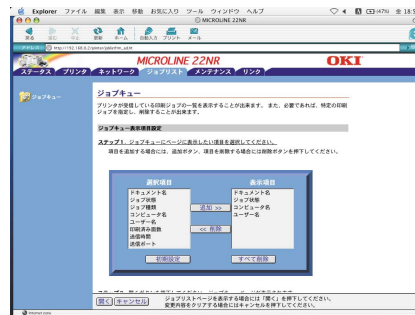 Explorer ファイル 編集 表示 移動 お気に入り ツール ウィンドウ ヘルプ
(47%) 金 18:5
MICROLINE 22NR
戻る 進む 中止 更新 ホーム 自動入力 プリント メール
MICROLINE 22NR
OKI
ステータス プリンタ ネットワーク ジョブリスト メンテナンス リンク
ジョブキュー
ジョブキュー
プリンタが受信している印刷ジョブの一覧を表示することが出来ます。また、必要であれば、特定の印刷
ジョブを指定し、削除することが出来ます。
ジョブキュー表示項目設定
ステップ1. ジョブキューにページに表示したい項目を選択してください。
項目を追加する場合には、追加ボタン、項目を削除する場合には削除ボタンを押下してください。
選択項目 表示項目
ドキュメント名 ドキュメント名
ジョブ状態 ジョブ状態
ジョブ種類 追加 >> コンピュータ名
コンピュータ名 ユーザー名
ユーザー名
印刷済み面数 << 削除
送信時間
送信ポート
初期設定 すべて削除
開く キャンセル ジョブリストページを表示する場合には「開く」を押下してください。
変更内容をクリアする場合にはキャンセルを押下してください。